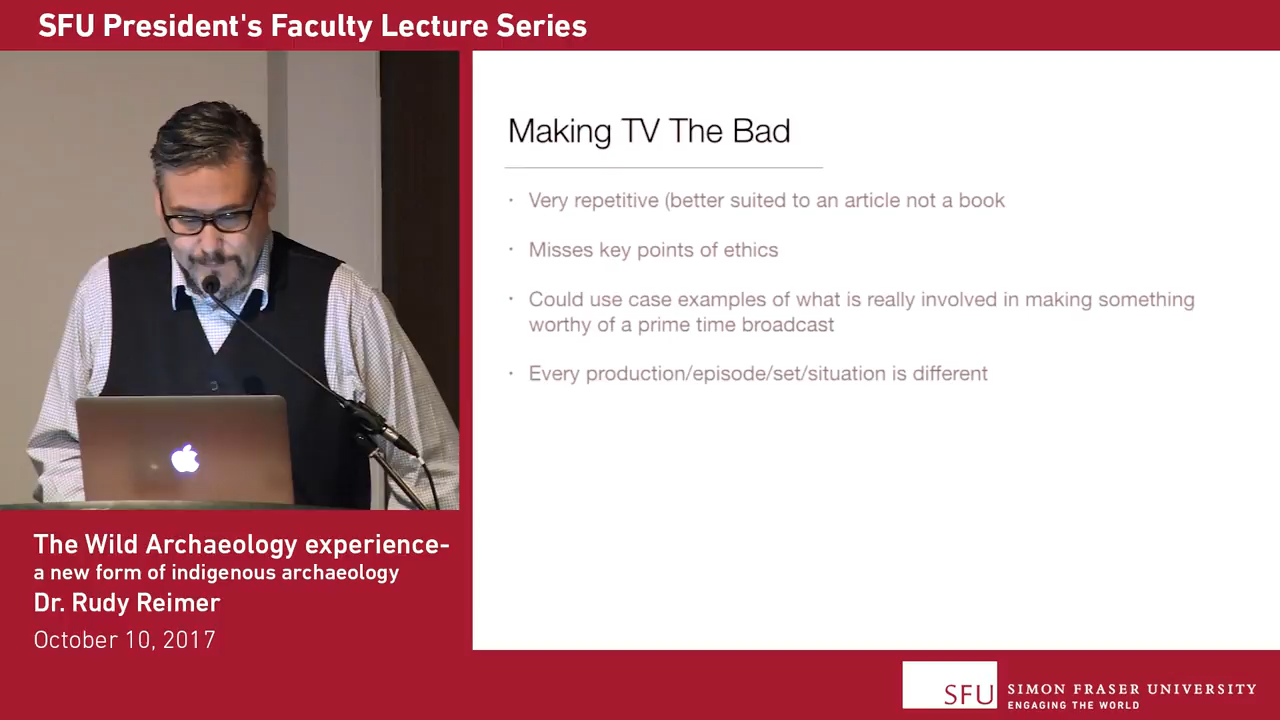 SFU President's Faculty Lecture Series
Making TV The Bad
• Very repetitive (better suited to an article not a book
• Misses key points of ethics
• Could use case examples of what is really involved in making something
worthy of a prime time broadcast
• Every production/episode/set/situation is different
The Wild Archaeology experience-
a new form of indigenous archaeology
Dr. Rudy Reimer
October 10, 2017
SFU SIMON FRASER UNIVERSITY
ENGAGING THE WORLD